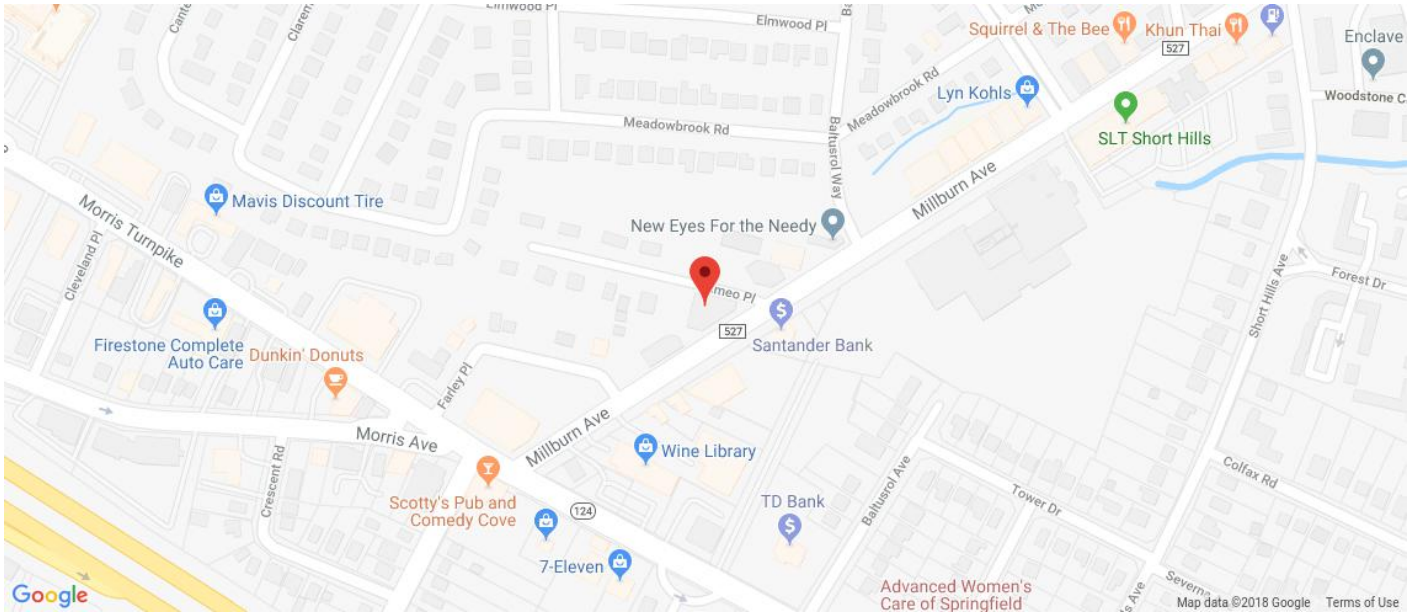 Elmwood Pl
Elmwood Pl
Squirrel & The Bee
Khun Thai
527
Enclave
Meadowbrook Rd
Lyn Kohls
Woodstone
Meadowbrook Rd
Baltusrol Way
SLT Short Hills
Mavis Discount Tire
Millburn Ave
Morris Turnpike
New Eyes For the Needy
Cleveland Pl
Short Hills Ave
Forest Dr
meo Pl
527
Santander Bank
Firestone Complete
Auto Care
Dunkin' Donuts
Farley Pl
Millburn Ave
Morris Ave
Wine Library
Crescent Rd
Scotty's Pub and
Comedy Cove
124
TD Bank
Baltusrol Ave
Tower Dr
Colfax Rd
7-Eleven
Advanced Women's
Care of Springfield
s Ave
Google
Map data ©2018 Google
Terms of Use